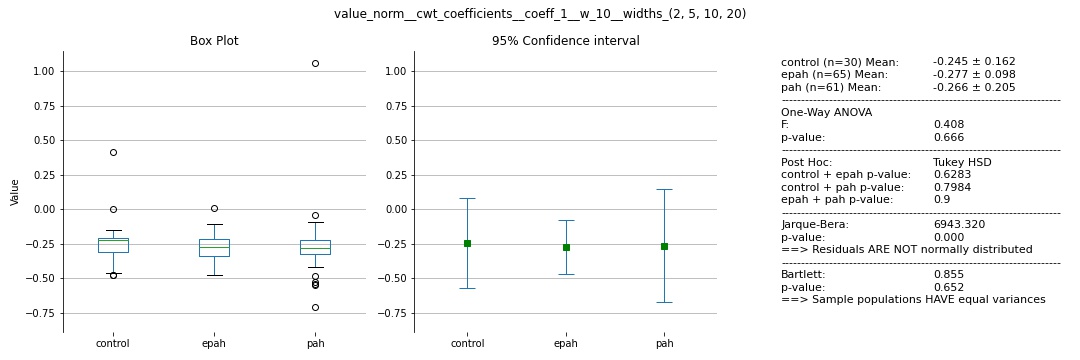 value_norm__cwt_coefficients__coeff_1__w_10__widths_(2, 5, 10, 20)
Box Plot
1.00
0.75
0.50
0.25
0.00
−0.25
−0.50
−0.75
Value
control
epah
pah
95% Confidence interval
1.00
0.75
0.50
0.25
0.00
−0.25
−0.50
−0.75
control
epah
pah
control (n=30) Mean: -0.245 ± 0.162
epah (n=65) Mean: -0.277 ± 0.098
pah (n=61) Mean: -0.266 ± 0.205
One-Way ANOVA
F: 0.408
p-value: 0.666
Post Hoc: Tukey HSD
control + epah p-value: 0.6283
control + pah p-value: 0.7984
epah + pah p-value: 0.9
Jarque-Bera: 6943.320
p-value: 0.000
==> Residuals ARE NOT normally distributed
Bartlett: 0.855
p-value: 0.652
==> Sample populations HAVE equal variances